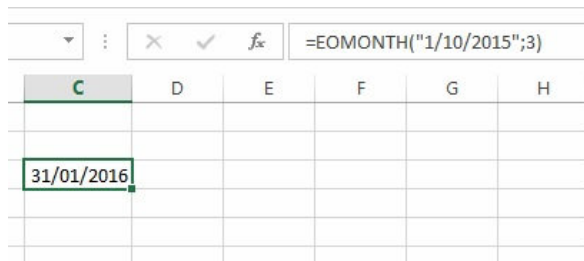 fx =EOMONTH("1/10/2015";3)
C D E F G H
31/01/2016